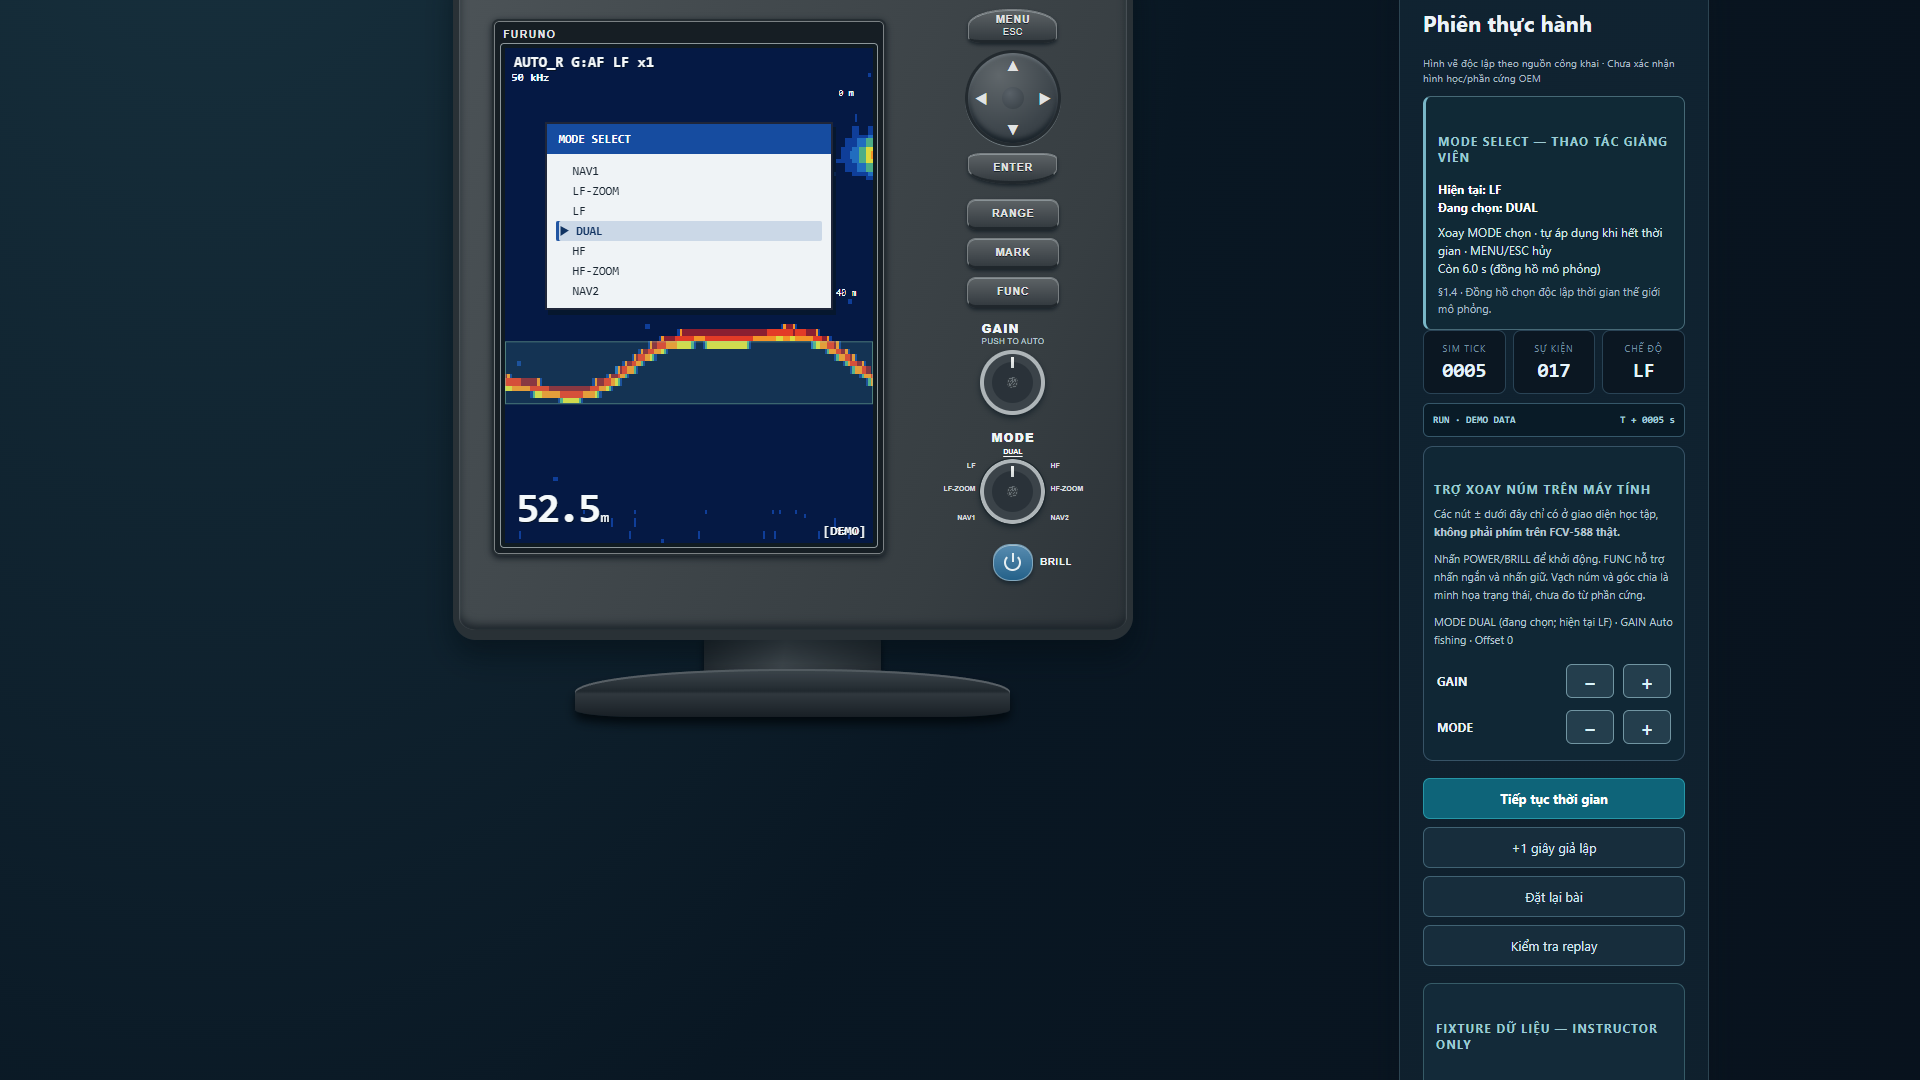 FURUNO
AUTO_R G:AF LF x1
50 kHz
0 m
MODE SELECT
NAV1
LF-ZOOM
LF
▶ DUAL
HF
HF-ZOOM
NAV2
40 m
52.5m
[DEMO]
MENU
ESC
▲
◀ ▶
▼
ENTER
RANGE
MARK
FUNC
GAIN
PUSH TO AUTO
MODE
DUAL
LF HF
LF-ZOOM HF-ZOOM
NAV1 NAV2
BRILL
Phiên thực hành
Hình vẽ độc lập theo nguồn công khai · Chưa xác nhận
hình học/phần cứng OEM
MODE SELECT — THAO TÁC GIẢNG
VIÊN
Hiện tại: LF
Đang chọn: DUAL
Xoay MODE chọn · tự áp dụng khi hết thời
gian · MENU/ESC hủy
Còn 6.0 s (đồng hồ mô phỏng)
§1.4 · Đồng hồ chọn độc lập thời gian thế giới
mô phỏng.
SIM TICK
0005
SỰ KIỆN
017
CHẾ ĐỘ
LF
RUN · DEMO DATA T + 0005 s
TRỢ XOAY NÚM TRÊN MÁY TÍNH
Các nút ± dưới đây chỉ có ở giao diện học tập,
không phải phím trên FCV-588 thật.
Nhấn POWER/BRILL để khởi động. FUNC hỗ trợ
nhấn ngắn và nhấn giữ. Vạch núm và góc chia là
minh họa trạng thái, chưa đo từ phần cứng.
MODE DUAL (đang chọn; hiện tại LF) · GAIN Auto
fishing · Offset 0
GAIN − +
MODE − +
Tiếp tục thời gian
+1 giây giả lập
Đặt lại bài
Kiểm tra replay
FIXTURE DỮ LIỆU — INSTRUCTOR
ONLY